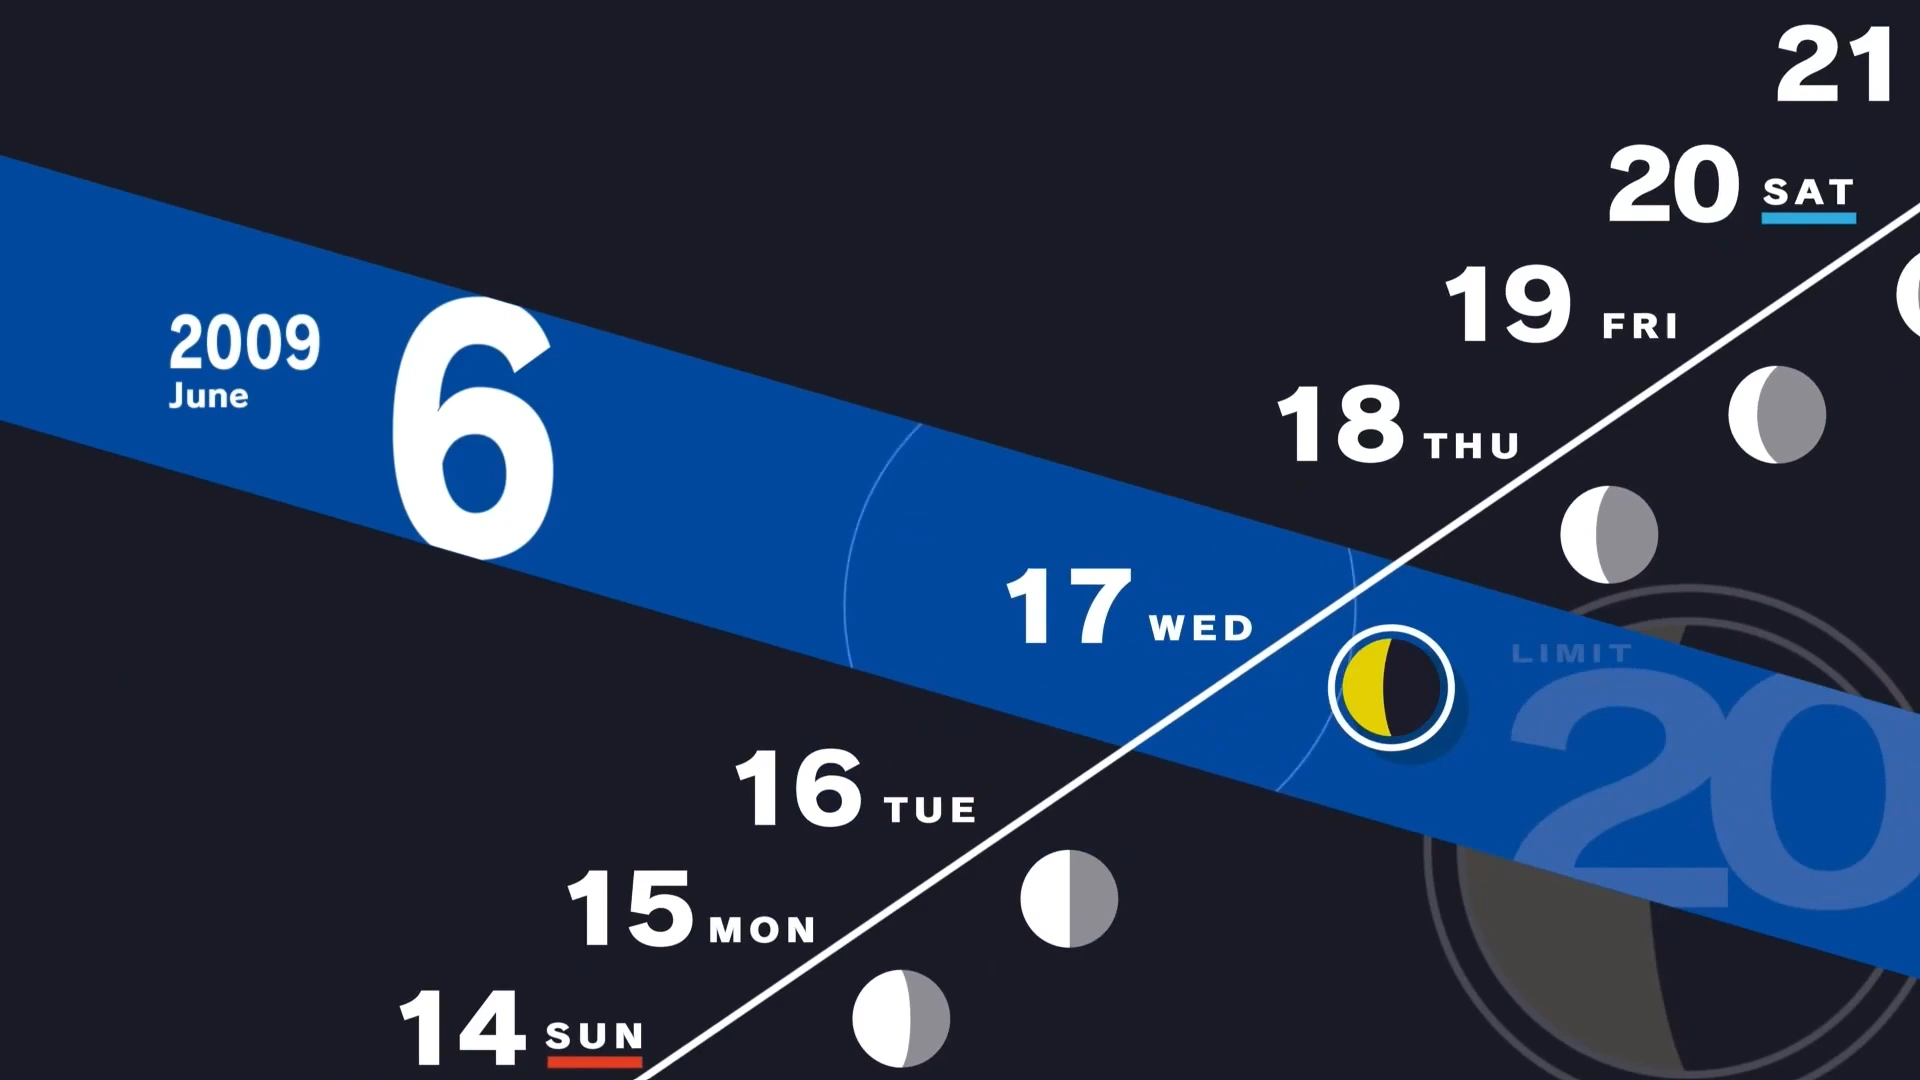 21
20 SAT
19 FRI
2009
June
6
18 THU
17 WED
LIMIT
20
16 TUE
15 MON
14 SUN